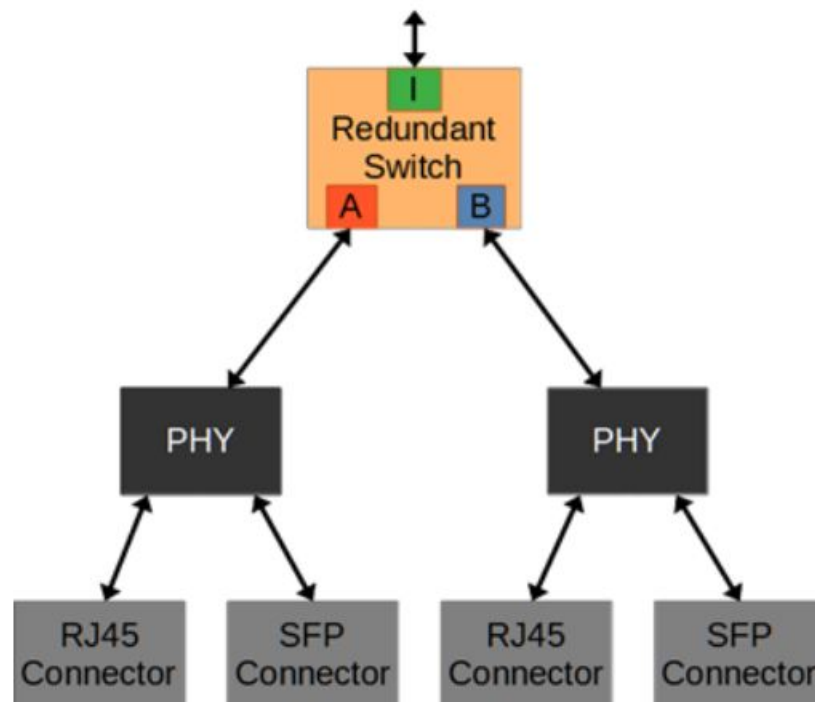 I
Redundant
Switch
A B
PHY PHY
RJ45 SFP RJ45 SFP
Connector Connector Connector Connector